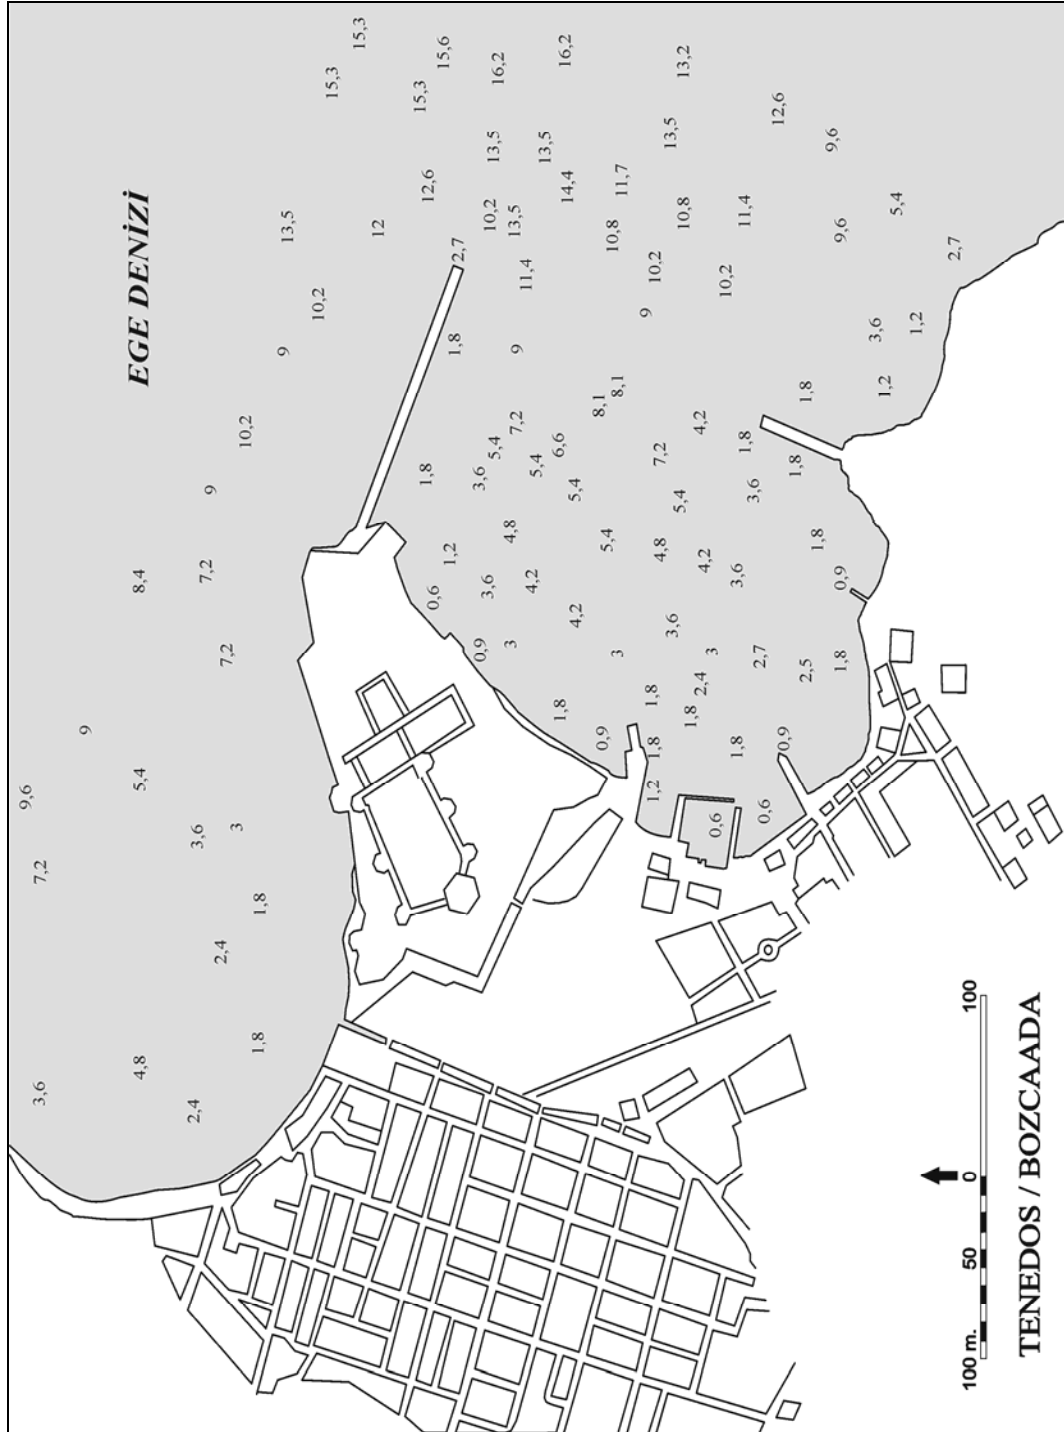 9,6
3,6 7,2
9
4,8 5,4 8,4 EGE DENİZİ
2,4 3,6 7,2 9
2,4 7,2
3 10,2
1,8 1,8
9 13,5
10,2 15,3
15,3
12
15,3
1,8 12,6
0,6 15,6
1,2 1,8 2,7
0,9 3,6
3,6 5,4 10,2 13,5 16,2
3 4,8 7,2 9 13,5
4,2 5,4 11,4 13,5
1,8 6,6 14,4 16,2
4,2 5,4
0,9 5,4 8,1 10,8
3 8,1 11,7
9
1,2 1,8 1,8 4,8 7,2 10,2
3,6 5,4 10,8 13,5 13,2
1,8 2,4 4,2 4,2
0,6 3 10,2
1,8 3,6 1,8 11,4
0,6 2,7 3,6 12,6
0,9 2,5 1,8 1,8
1,8 9,6
1,8 0,9 9,6
3,6
1,2 5,4
1,2
2,7
100 m. 50 0 100
TENEDOS / BOZCAADA